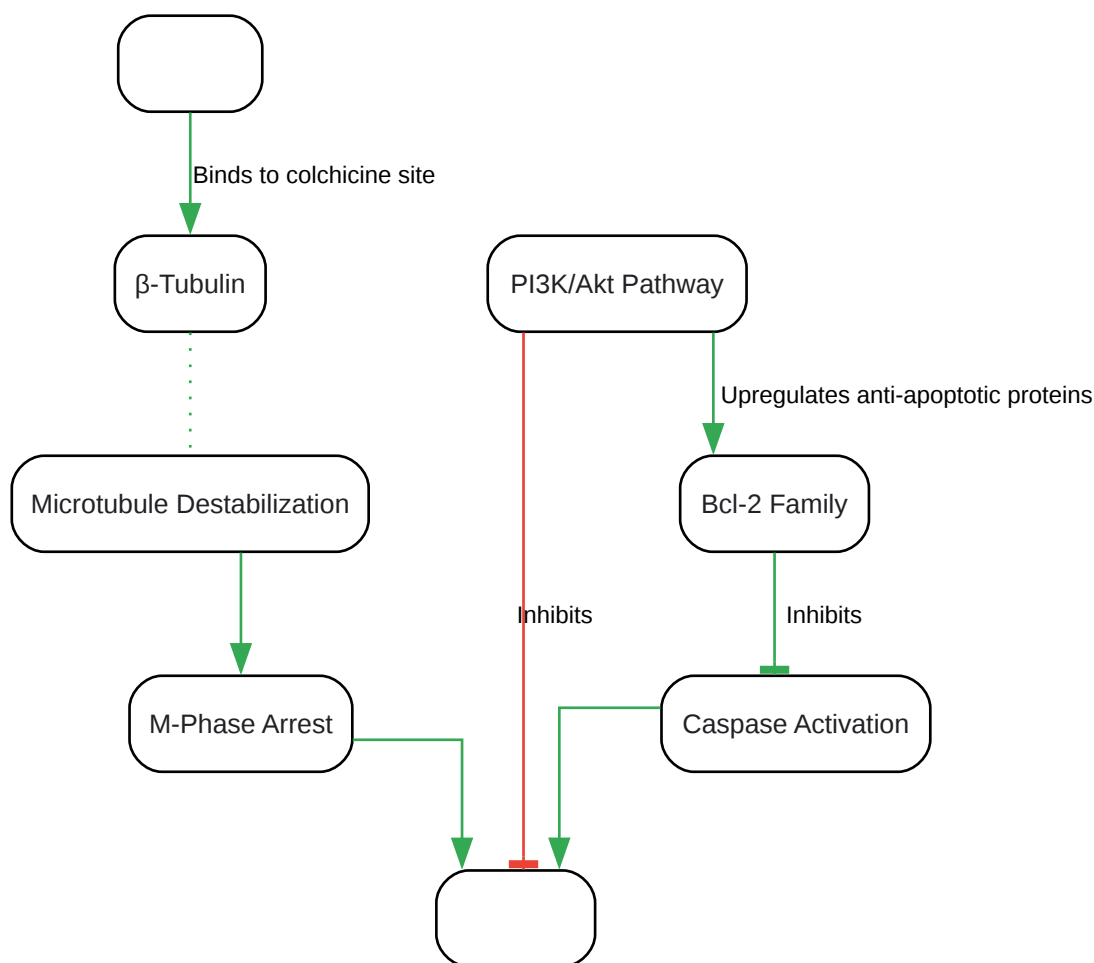 Binds to colchicine site
β-Tubulin
PI3K/Akt Pathway
Upregulates anti-apoptotic proteins
Microtubule Destabilization
Bcl-2 Family
Inhibits
Inhibits
M-Phase Arrest
Caspase Activation